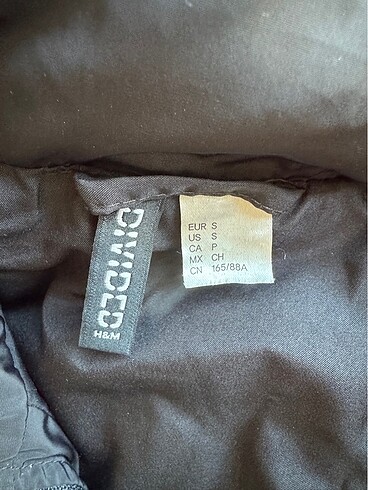 DIVIDED
H&M
EUR S
US S
CA P
MX CH
CN 165/88A